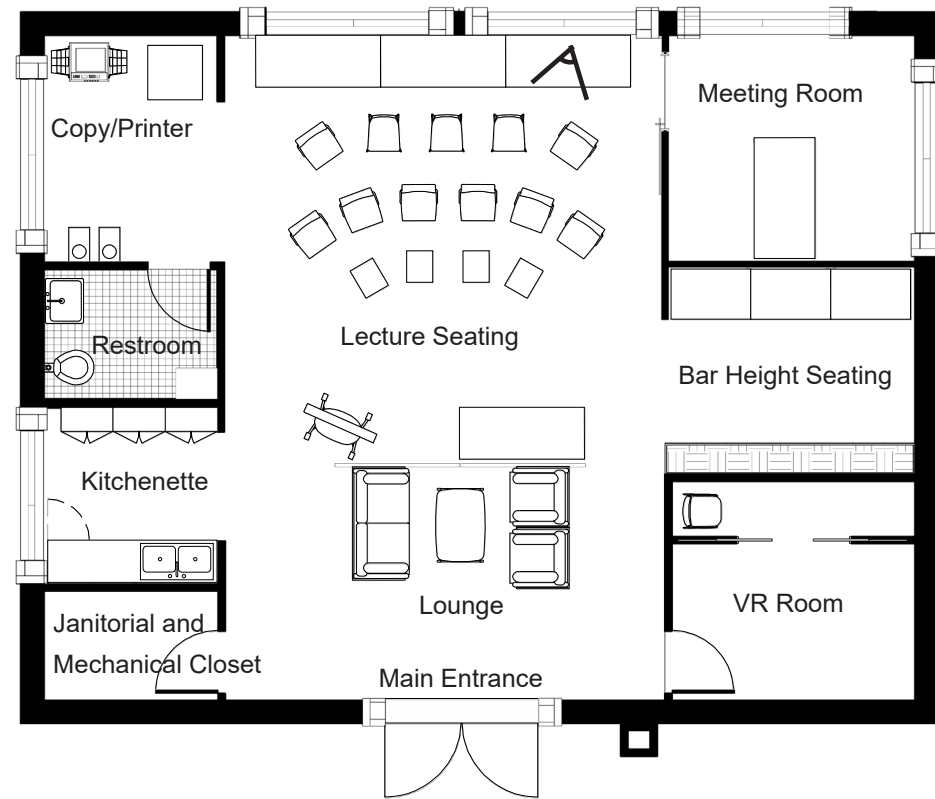 Meeting Room
Copy/Printer
Lecture Seating
Restroom
Bar Height Seating
Kitchenette
Lounge
VR Room
Janitorial and
Mechanical Closet
Main Entrance